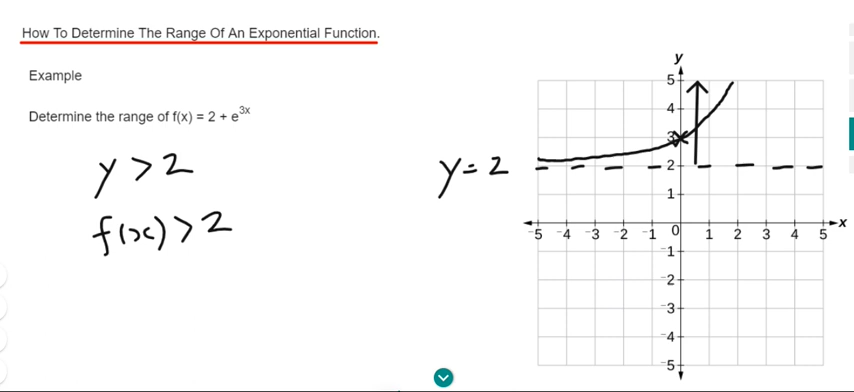 How To Determine The Range Of An Exponential Function.
Example
Determine the range of f(x) = 2 + e³ˣ
y > 2
f(x) > 2
y = 2
y
5
4
3
2
1
-5 -4 -3 -2 -1 0 1 2 3 4 5 x
-1
-2
-3
-4
-5